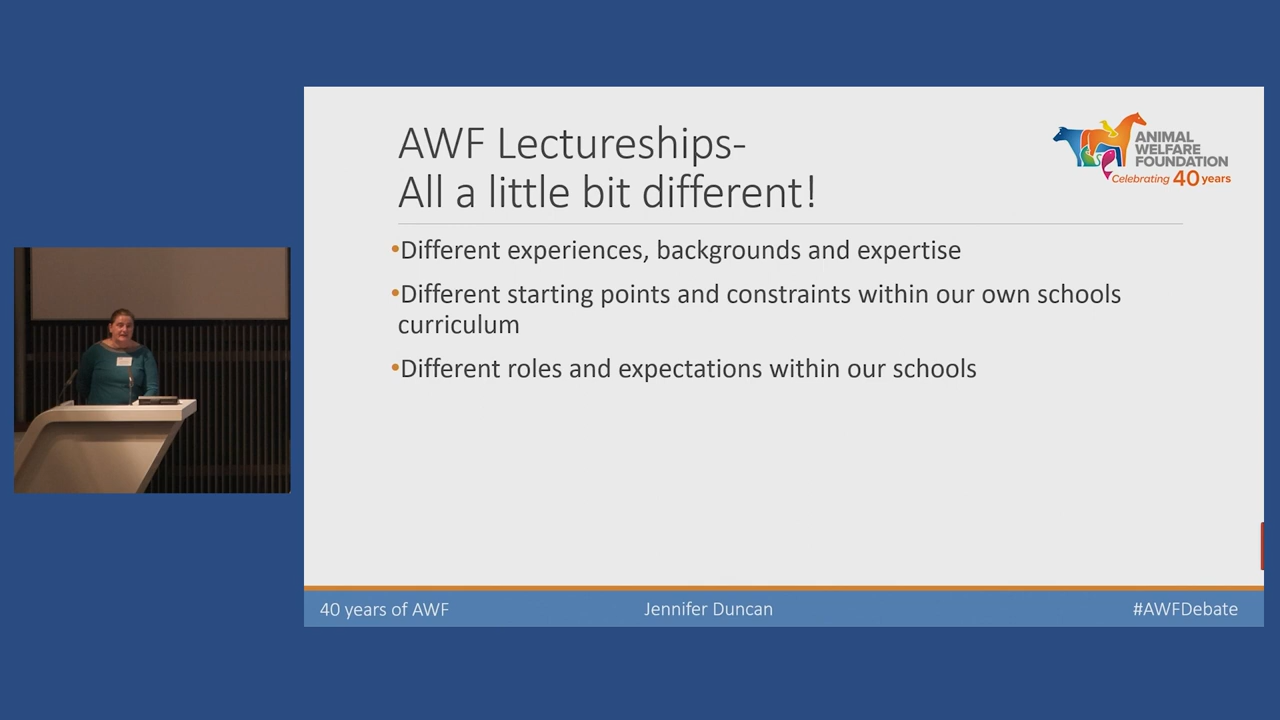 AWF Lectureships-
All a little bit different!
ANIMAL
WELFARE
FOUNDATION
Celebrating 40 years
•Different experiences, backgrounds and expertise
•Different starting points and constraints within our own schools
curriculum
•Different roles and expectations within our schools
40 years of AWF
Jennifer Duncan
#AWFDebate